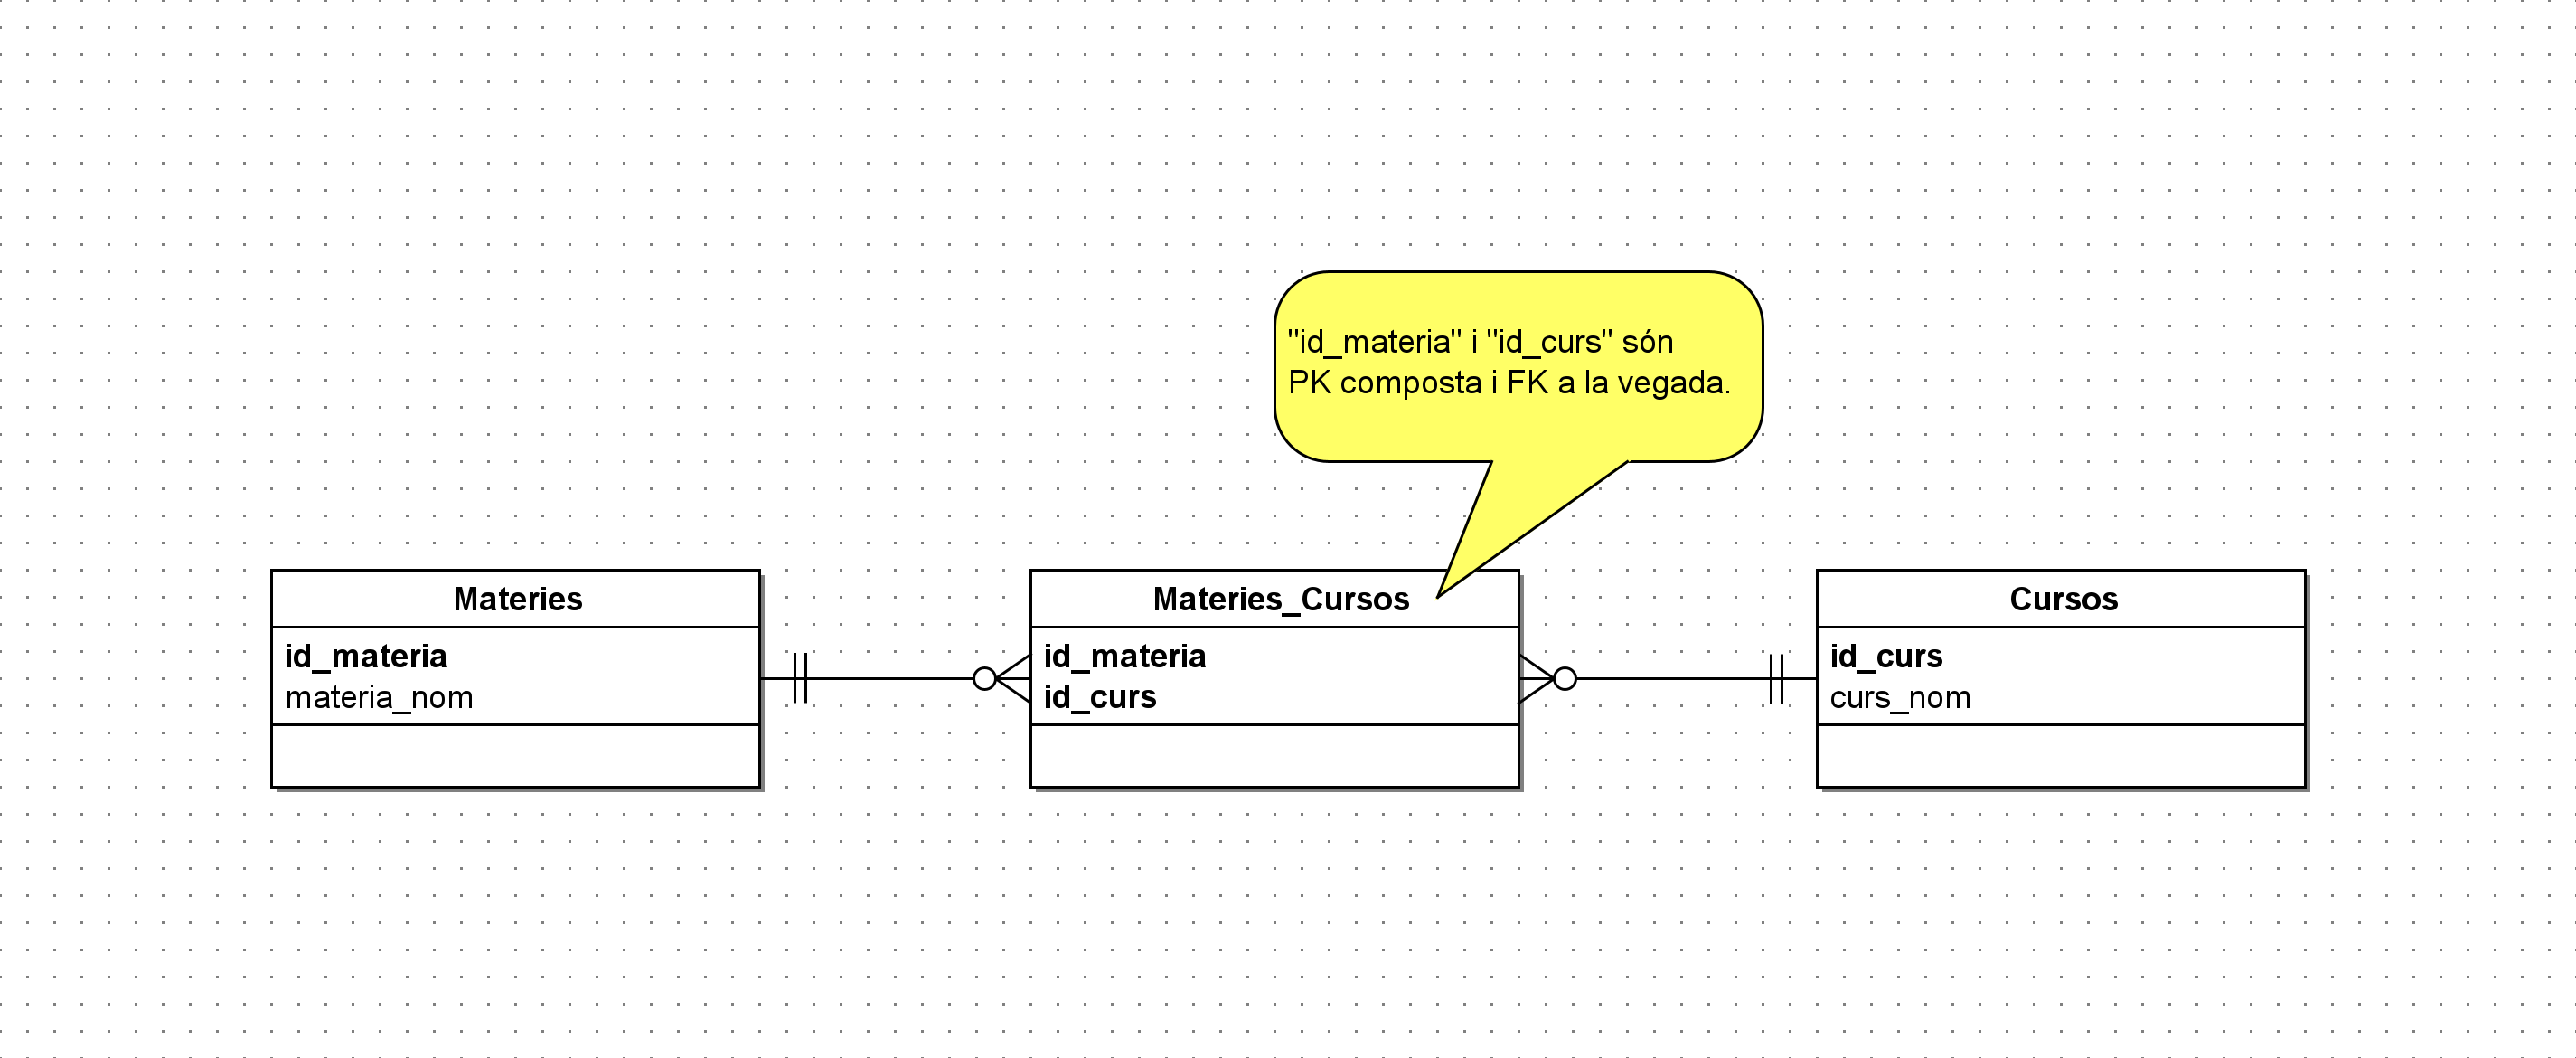 "id_materia" i "id_curs" són
PK composta i FK a la vegada.
Materies
id_materia
materia_nom
Materies_Cursos
id_materia
id_curs
Cursos
id_curs
curs_nom